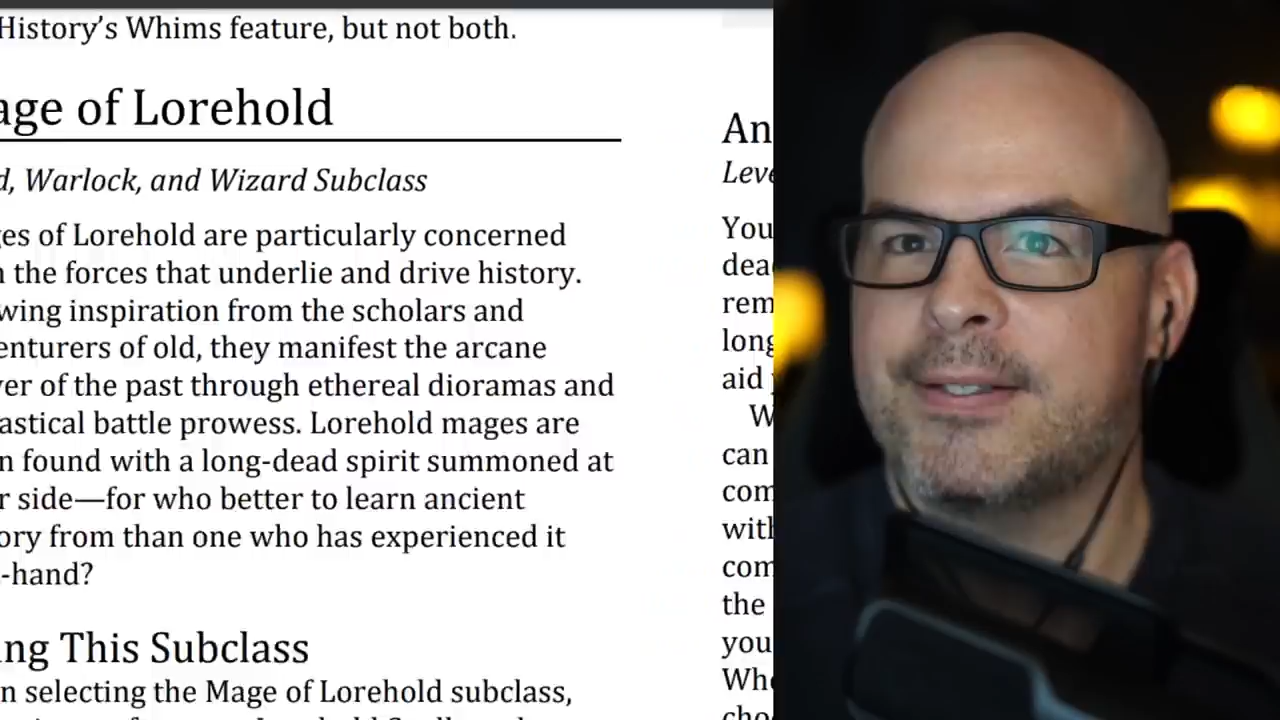 History’s Whims feature, but not both.
age of Lorehold
d, Warlock, and Wizard Subclass
ges of Lorehold are particularly concerned
n the forces that underlie and drive history.
wing inspiration from the scholars and
enturers of old, they manifest the arcane
ver of the past through ethereal dioramas and
astical battle prowess. Lorehold mages are
n found with a long-dead spirit summoned at
r side—for who better to learn ancient
ory from than one who has experienced it
t-hand?
ing This Subclass
n selecting the Mage of Lorehold subclass,
An
Leve
You
dead
rem
long
aid
W
can
com
with
com
the
you
Whe
choo